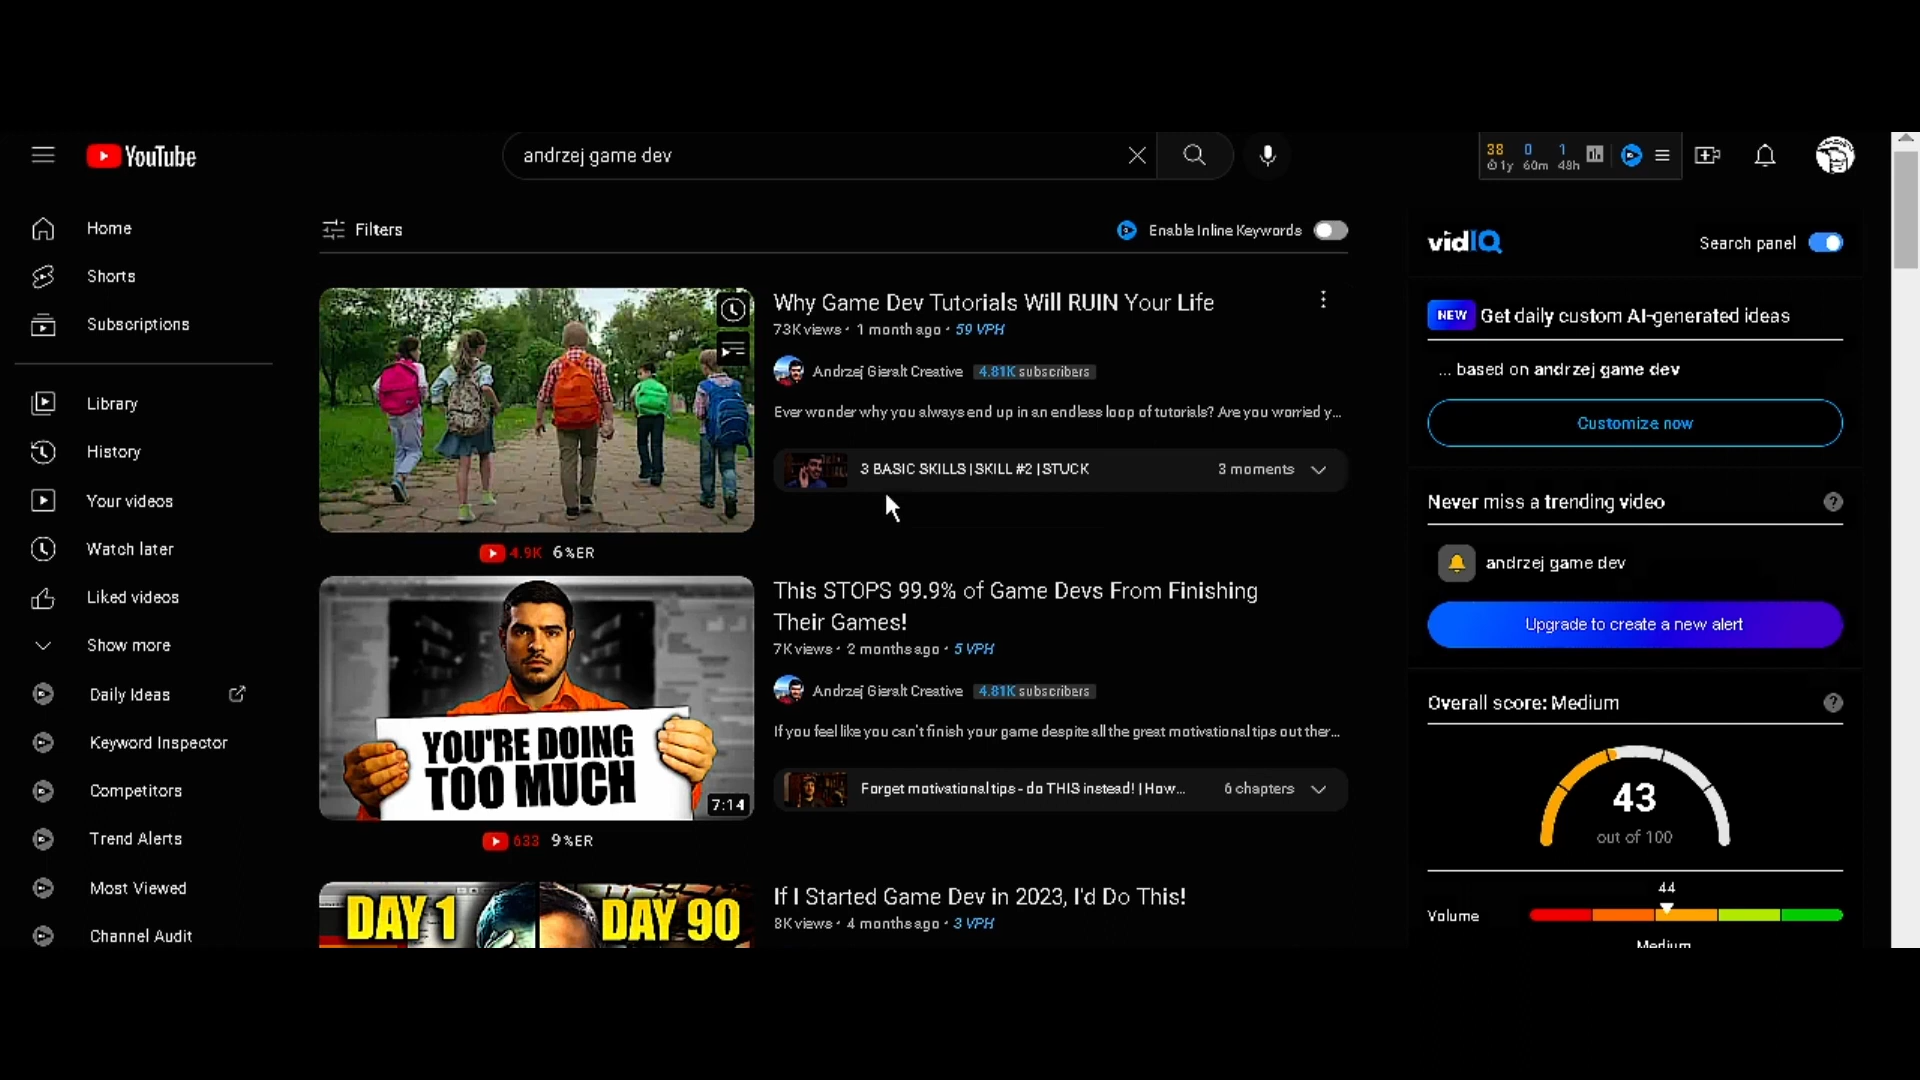 YouTube
andrzej game dev
38
0
1
1y
60m
48h
Home
Shorts
Subscriptions
Library
History
Your videos
Watch later
Liked videos
Show more
Daily Ideas
Keyword Inspector
Competitors
Trend Alerts
Most Viewed
Channel Audit
Filters
Enable Inline Keywords
4.9K 6%ER
Why Game Dev Tutorials Will RUIN Your Life
73K views • 1 month ago • 59 VPH
Andrzej Gieralt Creative 4.81K subscribers
Ever wonder why you always end up in an endless loop of tutorials? Are you worried y...
3 BASIC SKILLS | SKILL #2 | STUCK
3 moments
YOU'RE DOING
TOO MUCH
7:14
633 9%ER
This STOPS 99.9% of Game Devs From Finishing
Their Games!
7K views • 2 months ago • 5 VPH
Andrzej Gieralt Creative 4.81K subscribers
If you feel like you can't finish your game despite all the great motivational tips out ther...
Forget motivational tips - do THIS instead! | How...
6 chapters
DAY 1
DAY 90
If I Started Game Dev in 2023, I'd Do This!
8K views • 4 months ago • 3 VPH
vidIQ
Search panel
NEW Get daily custom AI-generated ideas
... based on andrzej game dev
Customize now
Never miss a trending video
?
andrzej game dev
Upgrade to create a new alert
Overall score: Medium
?
43
out of 100
44
Volume
Medium